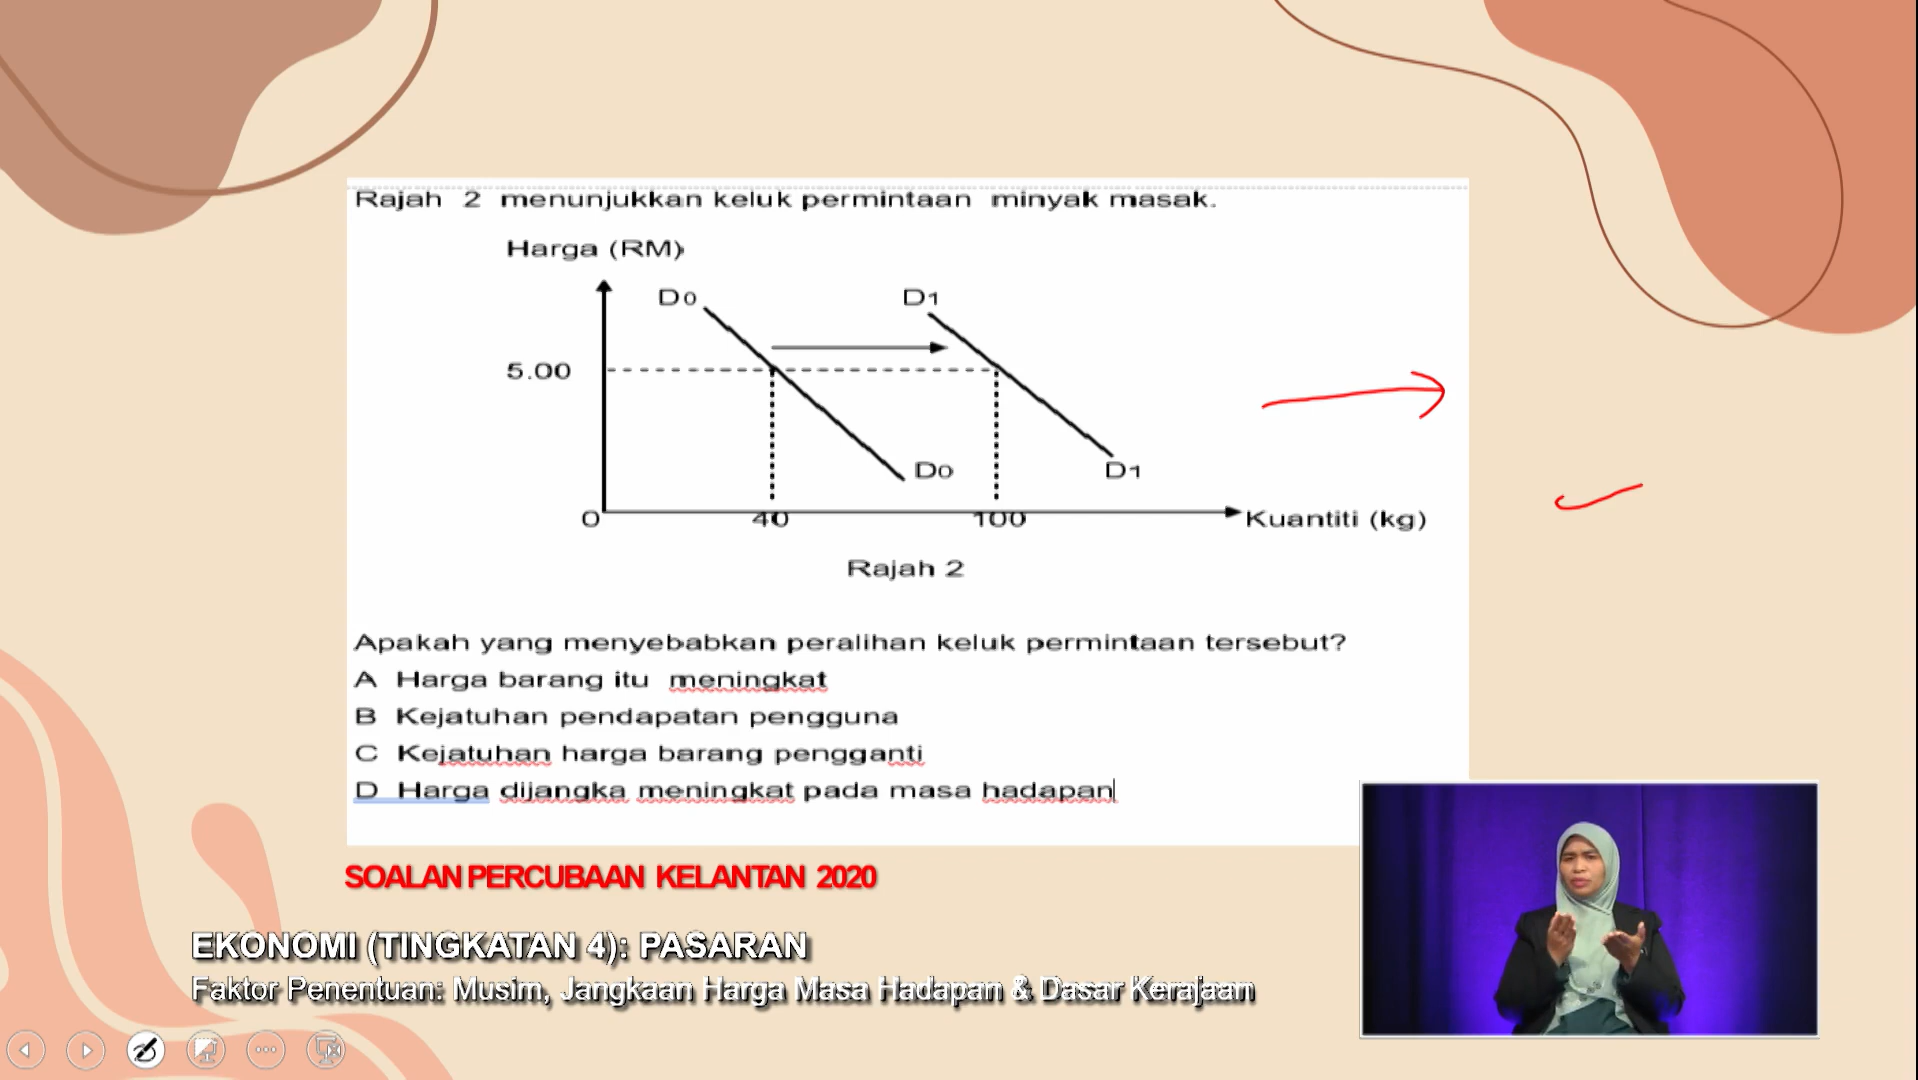 Rajah 2 menunjukkan keluk permintaan minyak masak.
Harga (RM)
D0
D1
5.00
D0
D1
0
40
100
Kuantiti (kg)
Rajah 2
Apakah yang menyebabkan peralihan keluk permintaan tersebut?
A Harga barang itu meningkat
B Kejatuhan pendapatan pengguna
C Kejatuhan harga barang pengganti
D Harga dijangka meningkat pada masa hadapan
SOALAN PERCUBAAN KELANTAN 2020
EKONOMI (TINGKATAN 4): PASARAN
Faktor Penentuan: Musim, Jangkaan Harga Masa Hadapan & Dasar Kerajaan